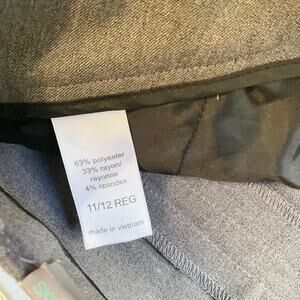 63% polyester
33% rayon/
rayonne
4% spandex
11/12 REG
made in vietnam